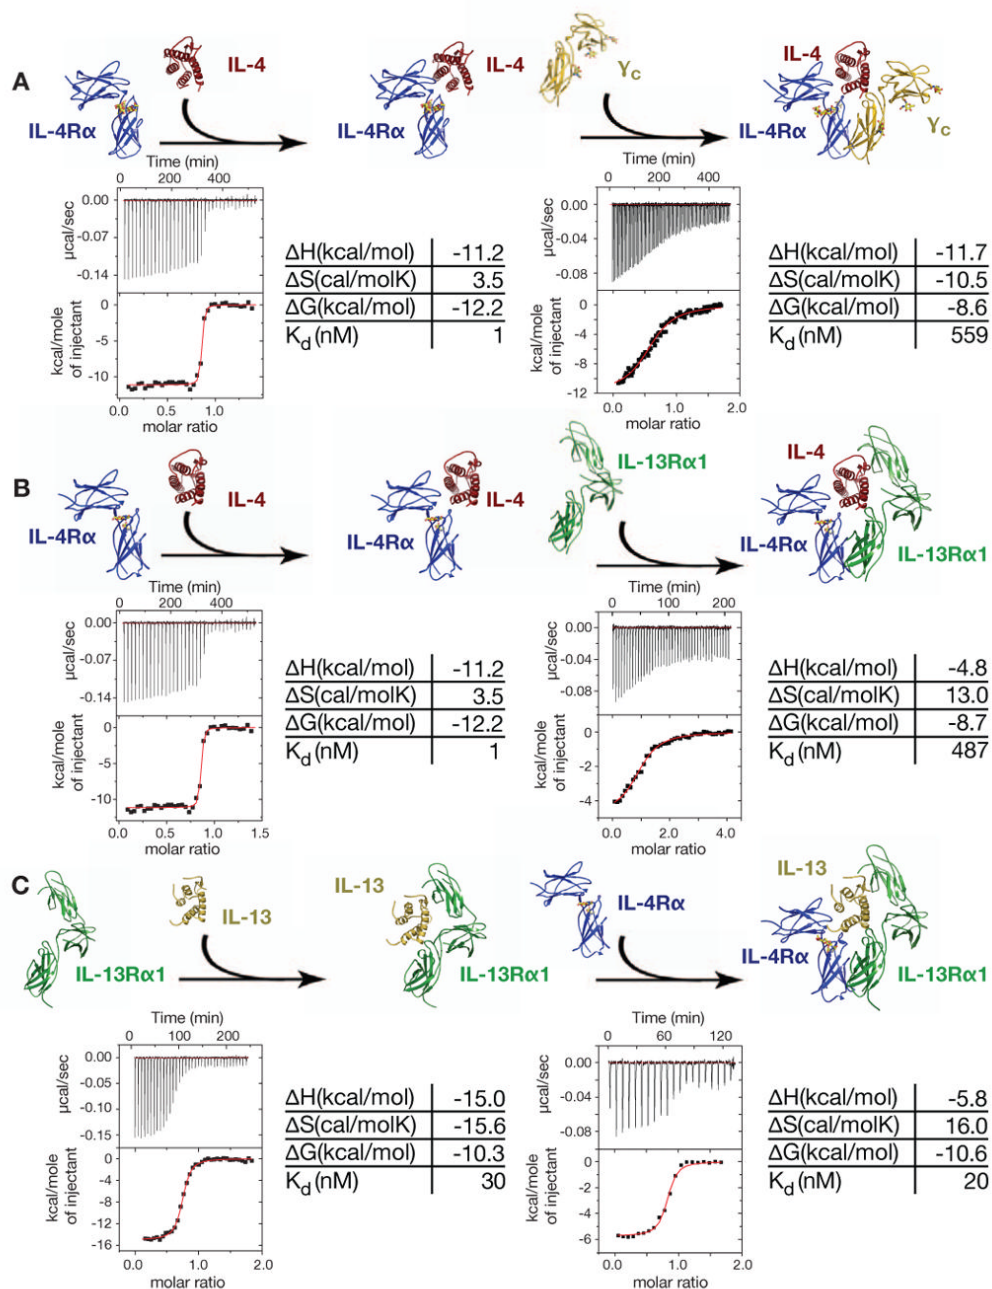 A
IL-4
IL-4Rα
IL-4
IL-4Rα
γc
IL-4
IL-4Rα
γc
Time (min)
0 200 400
µcal/sec
0.00
-0.07
-0.14
kcal/mole
of injectant
0
-5
-10
0.0 0.5 1.0
molar ratio
ΔH(kcal/mol) -11.2
ΔS(cal/molK) 3.5
ΔG(kcal/mol) -12.2
Kd(nM) 1
Time (min)
0 200 400
µcal/sec
0.00
-0.04
-0.08
kcal/mole
of injectant
0
-4
-8
-12
0.0 1.0 2.0
molar ratio
ΔH(kcal/mol) -11.7
ΔS(cal/molK) -10.5
ΔG(kcal/mol) -8.6
Kd(nM) 559
B
IL-4
IL-4Rα
IL-4
IL-4Rα
IL-13Rα1
IL-4
IL-4Rα
IL-13Rα1
Time (min)
0 200 400
µcal/sec
0.00
-0.07
-0.14
kcal/mole
of injectant
0
-5
-10
0.0 0.5 1.0 1.5
molar ratio
ΔH(kcal/mol) -11.2
ΔS(cal/molK) 3.5
ΔG(kcal/mol) -12.2
Kd(nM) 1
Time (min)
0 100 200
µcal/sec
0.00
-0.04
-0.08
kcal/mole
of injectant
0
-2
-4
0.0 2.0 4.0
molar ratio
ΔH(kcal/mol) -4.8
ΔS(cal/molK) 13.0
ΔG(kcal/mol) -8.7
Kd(nM) 487
C
IL-13
IL-13Rα1
IL-13
IL-13Rα1
IL-4Rα
IL-13
IL-4Rα
IL-13Rα1
Time (min)
0 100 200
µcal/sec
0.00
-0.05
-0.10
-0.15
kcal/mole
of injectant
0
-4
-8
-12
-16
0.0 1.0 2.0
molar ratio
ΔH(kcal/mol) -15.0
ΔS(cal/molK) -15.6
ΔG(kcal/mol) -10.3
Kd(nM) 30
Time (min)
0 60 120
µcal/sec
0.00
-0.04
-0.08
kcal/mole
of injectant
0
-2
-4
-6
0.0 1.0 2.0
molar ratio
ΔH(kcal/mol) -5.8
ΔS(cal/molK) 16.0
ΔG(kcal/mol) -10.6
Kd(nM) 20